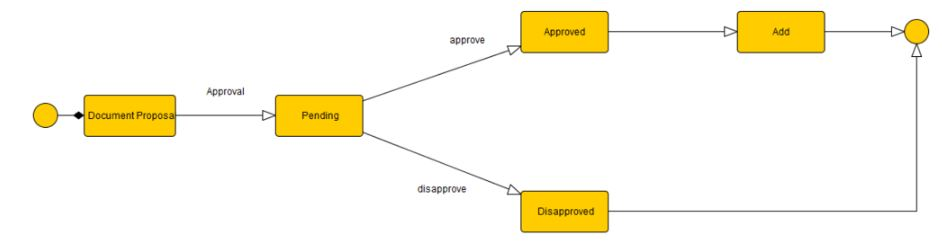 Approved
Add
approve
Approval
Document Proposa
Pending
disapprove
Disapproved